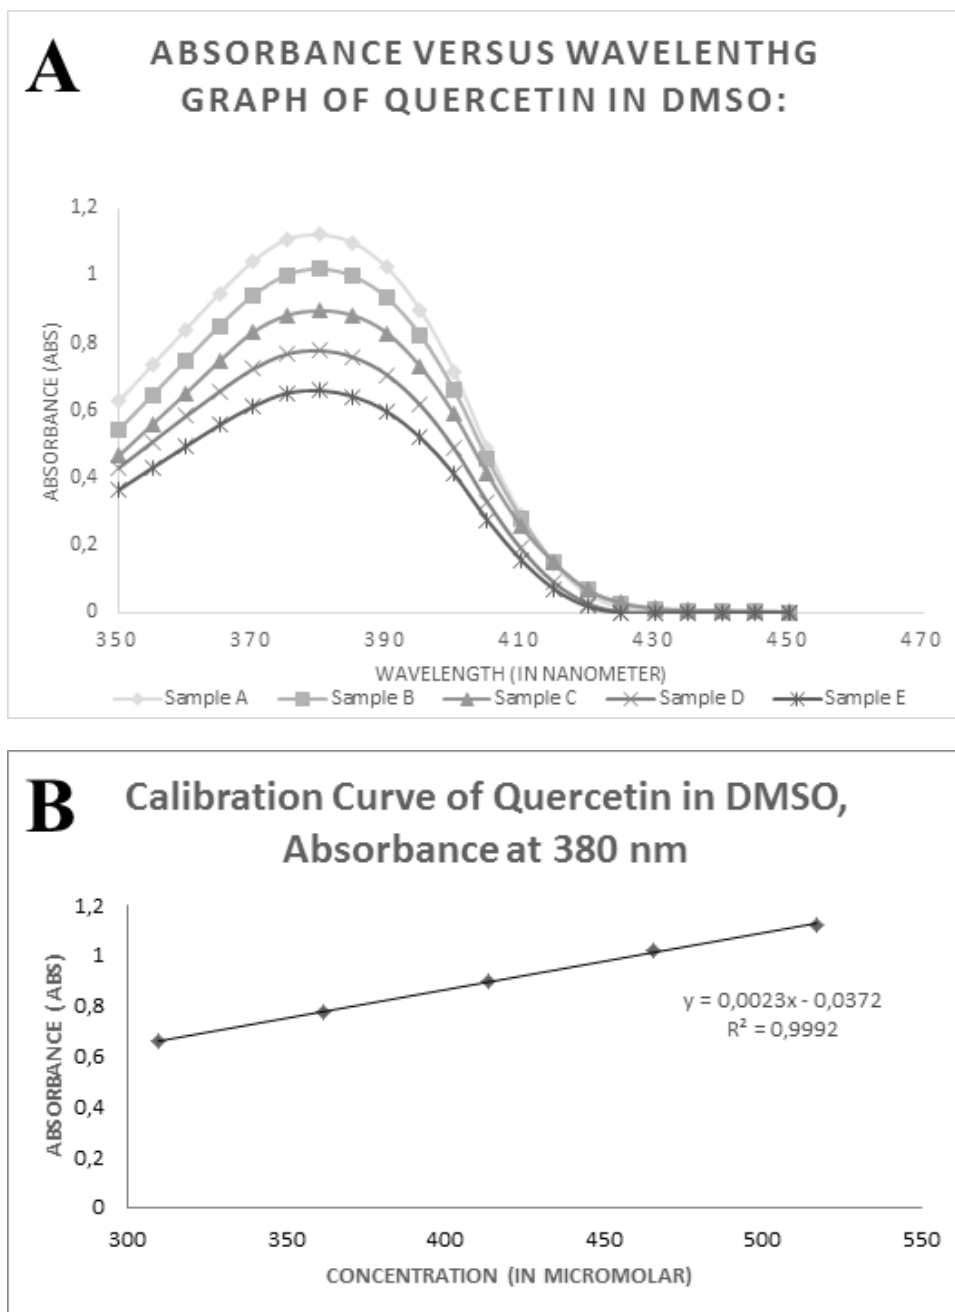 A
ABSORBANCE VERSUS WAVELENTHG
GRAPH OF QUERCETIN IN DMSO:
1,2
1
0,8
0,6
0,4
0,2
0
ABSORBANCE (ABS)
350 370 390 410 430 450 470
WAVELENGTH (IN NANOMETER)
Sample A Sample B Sample C Sample D Sample E
B
Calibration Curve of Quercetin in DMSO,
Absorbance at 380 nm
1,2
1
0,8
0,6
0,4
0,2
0
ABSORBANCE ( ABS)
y = 0,0023x - 0,0372
R² = 0,9992
300 350 400 450 500 550
CONCENTRATION (IN MICROMOLAR)